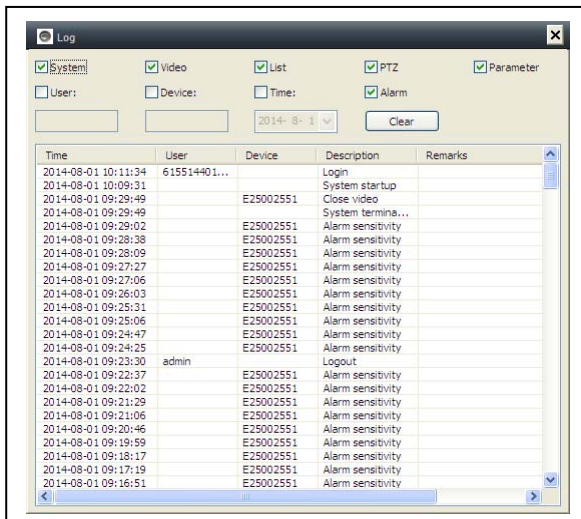 Log
System Video List PTZ Parameter
User: Device: Time: Alarm
2014- 8- 1 Clear
Time User Device Description Remarks
2014-08-01 10:11:34 615514401... Login
2014-08-01 10:09:31 System startup
2014-08-01 09:29:49 E25002551 Close video
2014-08-01 09:29:49 System termina...
2014-08-01 09:29:02 E25002551 Alarm sensitivity
2014-08-01 09:28:38 E25002551 Alarm sensitivity
2014-08-01 09:28:09 E25002551 Alarm sensitivity
2014-08-01 09:27:27 E25002551 Alarm sensitivity
2014-08-01 09:27:06 E25002551 Alarm sensitivity
2014-08-01 09:26:03 E25002551 Alarm sensitivity
2014-08-01 09:25:31 E25002551 Alarm sensitivity
2014-08-01 09:25:06 E25002551 Alarm sensitivity
2014-08-01 09:24:47 E25002551 Alarm sensitivity
2014-08-01 09:24:25 E25002551 Alarm sensitivity
2014-08-01 09:23:30 admin Logout
2014-08-01 09:22:37 E25002551 Alarm sensitivity
2014-08-01 09:22:02 E25002551 Alarm sensitivity
2014-08-01 09:21:29 E25002551 Alarm sensitivity
2014-08-01 09:21:06 E25002551 Alarm sensitivity
2014-08-01 09:20:46 E25002551 Alarm sensitivity
2014-08-01 09:19:59 E25002551 Alarm sensitivity
2014-08-01 09:18:17 E25002551 Alarm sensitivity
2014-08-01 09:17:19 E25002551 Alarm sensitivity
2014-08-01 09:16:51 E25002551 Alarm sensitivity